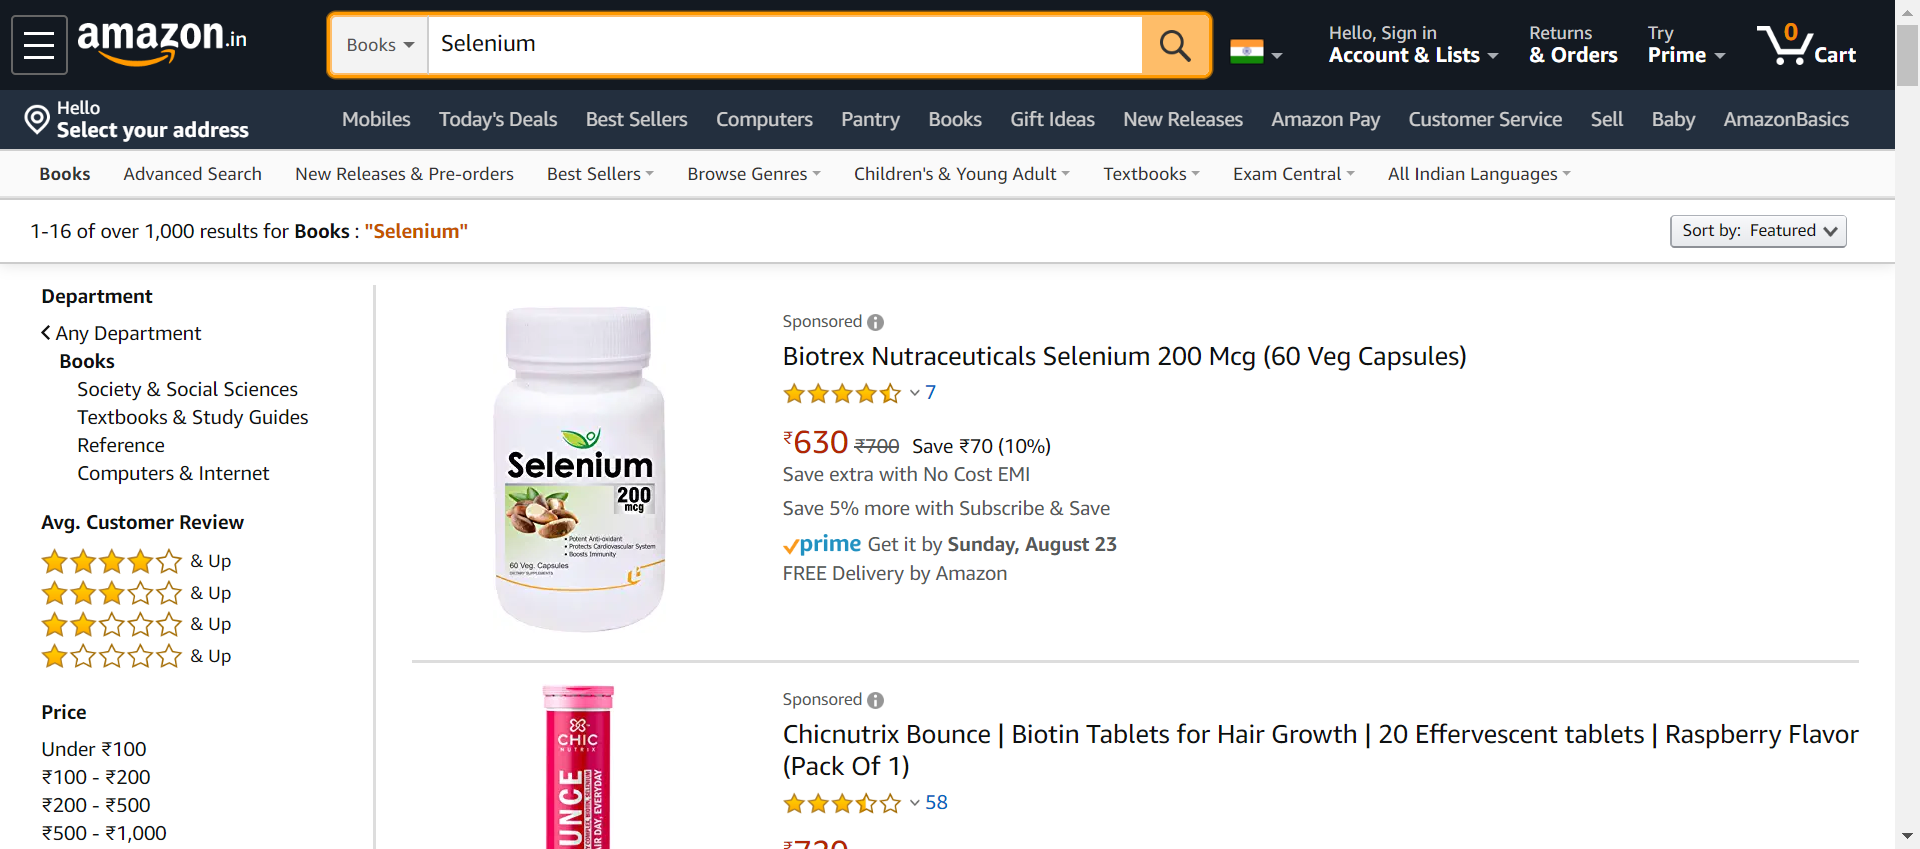 amazon.in
Books
Selenium
Hello, Sign in
Account & Lists
Returns
& Orders
Try
Prime
0
Cart
Hello
Select your address
Mobiles
Today's Deals
Best Sellers
Computers
Pantry
Books
Gift Ideas
New Releases
Amazon Pay
Customer Service
Sell
Baby
AmazonBasics
Books
Advanced Search
New Releases & Pre-orders
Best Sellers
Browse Genres
Children's & Young Adult
Textbooks
Exam Central
All Indian Languages
1-16 of over 1,000 results for Books : "Selenium"
Sort by: Featured
Department
Any Department
Books
Society & Social Sciences
Textbooks & Study Guides
Reference
Computers & Internet
Avg. Customer Review
& Up
& Up
& Up
& Up
Price
Under ₹100
₹100 - ₹200
₹200 - ₹500
₹500 - ₹1,000
Selenium
200
mcg
• Potent Anti-oxidant
• Protects Cardiovascular System
• Boosts Immunity
60 Veg. Capsules
DIETARY SUPPLEMENTS
Sponsored
Biotrex Nutraceuticals Selenium 200 Mcg (60 Veg Capsules)
7
₹630 ₹700 Save ₹70 (10%)
Save extra with No Cost EMI
Save 5% more with Subscribe & Save
prime Get it by Sunday, August 23
FREE Delivery by Amazon
CHIC
NUTRIX
UNCE
AIR DAY, EVERYDAY
Sponsored
Chicnutrix Bounce | Biotin Tablets for Hair Growth | 20 Effervescent tablets | Raspberry Flavor
(Pack Of 1)
58
₹720